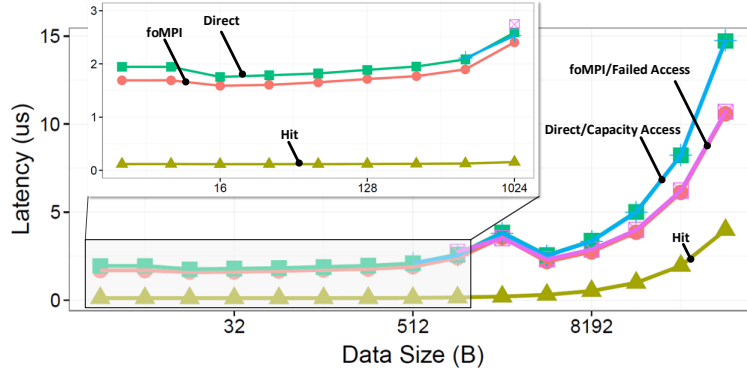 3
2
1
0
16
128
1024
foMPI
Direct
Hit
15
10
5
0
Latency (us)
foMPI/Failed Access
Direct/Capacity Access
Hit
32
512
8192
Data Size (B)